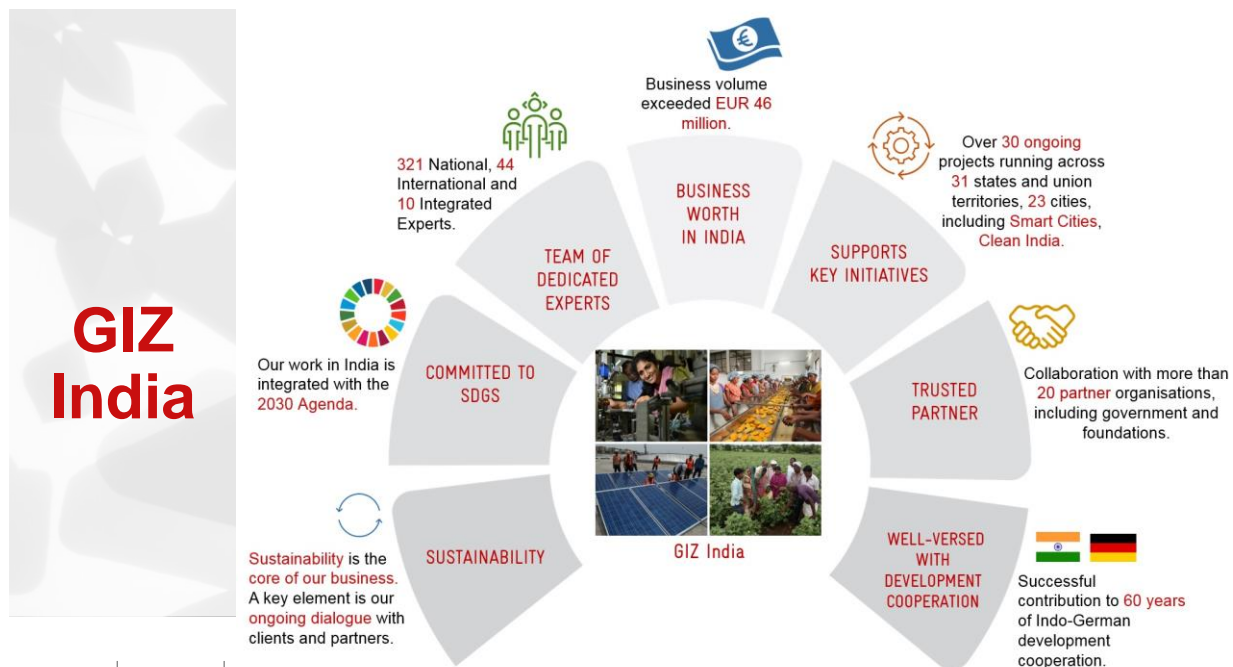 GIZ
India
Business volume
exceeded EUR 46
million.
321 National, 44
International and
10 Integrated
Experts.
Over 30 ongoing
projects running across
31 states and union
territories, 23 cities,
including Smart Cities,
Clean India.
BUSINESS
WORTH
IN INDIA
TEAM OF
DEDICATED
EXPERTS
SUPPORTS
KEY INITIATIVES
Our work in India is
integrated with the
2030 Agenda.
COMMITTED TO
SDGS
TRUSTED
PARTNER
Collaboration with more than
20 partner organisations,
including government and
foundations.
Sustainability is the
core of our business.
A key element is our
ongoing dialogue with
clients and partners.
SUSTAINABILITY
GIZ India
WELL-VERSED
WITH
DEVELOPMENT
COOPERATION
Successful
contribution to 60 years
of Indo-German
development
cooperation.